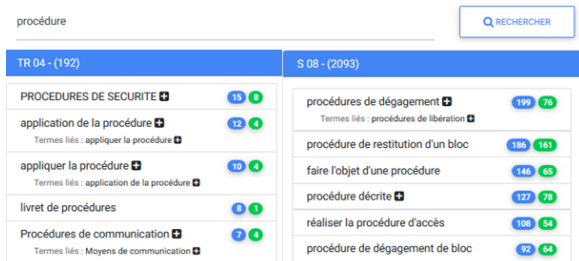 procédure
RECHERCHER
TR 04 - (192)
PROCEDURES DE SECURITE 15 8
application de la procédure 12 4
Termes liés : appliquer la procédure
appliquer la procédure 10 4
Termes liés : application de la procédure
livret de procédures 8 1
Procédures de communication 7 4
Termes liés : Moyens de communication
S 08 - (2093)
procédures de dégagement 199 76
Termes liés : procédures de libération
procédure de restitution d'un bloc 186 161
faire l'objet d'une procédure 146 65
procédure décrite 127 78
réaliser la procédure d'accès 108 54
procédure de dégagement de bloc 92 64